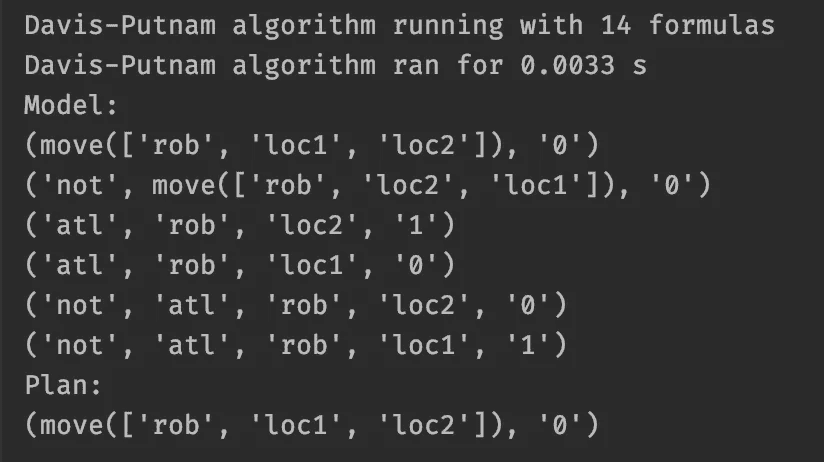 Davis-Putnam algorithm running with 14 formulas
Davis-Putnam algorithm ran for 0.0033 s
Model:
(move(['rob', 'loc1', 'loc2']), '0')
('not', move(['rob', 'loc2', 'loc1']), '0')
('atl', 'rob', 'loc2', '1')
('atl', 'rob', 'loc1', '0')
('not', 'atl', 'rob', 'loc2', '0')
('not', 'atl', 'rob', 'loc1', '1')
Plan:
(move(['rob', 'loc1', 'loc2']), '0')